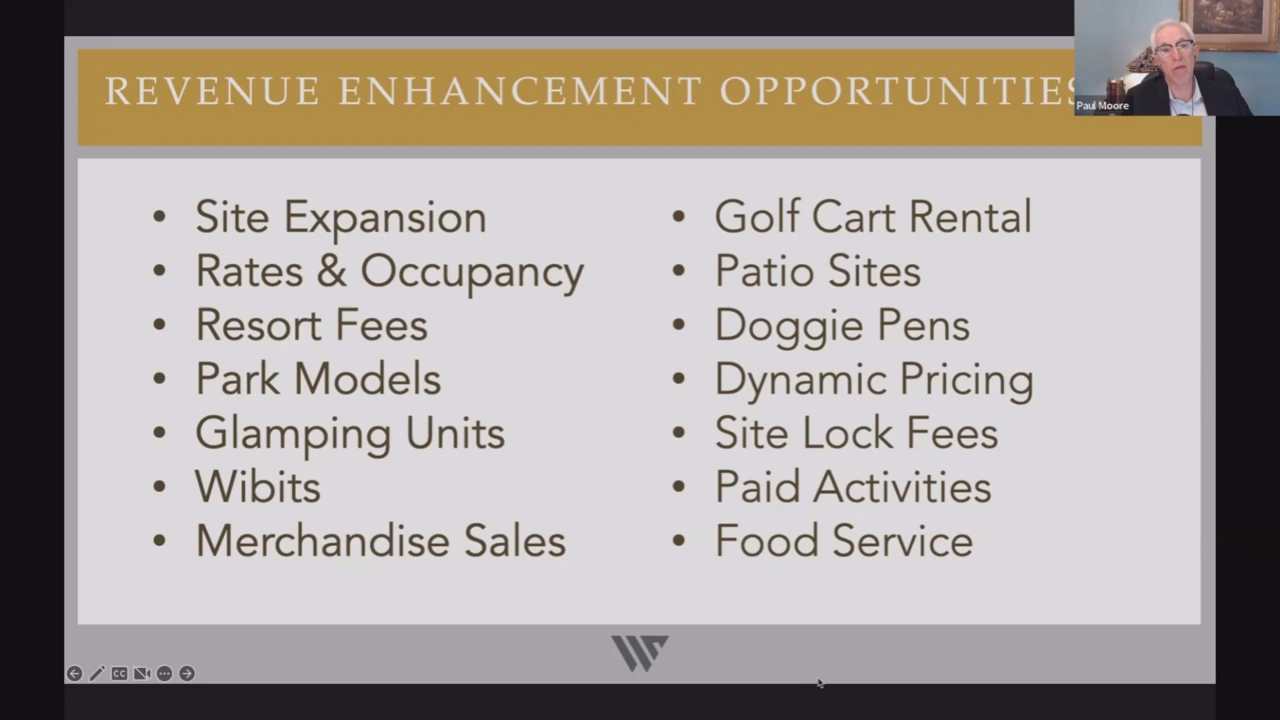 REVENUE ENHANCEMENT OPPORTUNITIES
Paul Moore
• Site Expansion
• Rates & Occupancy
• Resort Fees
• Park Models
• Glamping Units
• Wibits
• Merchandise Sales
• Golf Cart Rental
• Patio Sites
• Doggie Pens
• Dynamic Pricing
• Site Lock Fees
• Paid Activities
• Food Service
CC